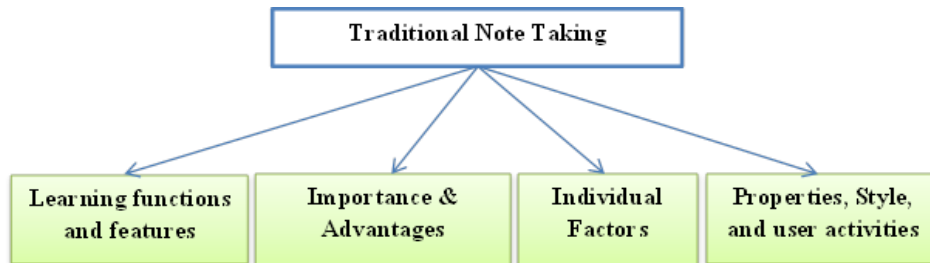 Traditional Note Taking
Learning functions
and features
Importance &
Advantages
Individual
Factors
Properties, Style,
and user activities